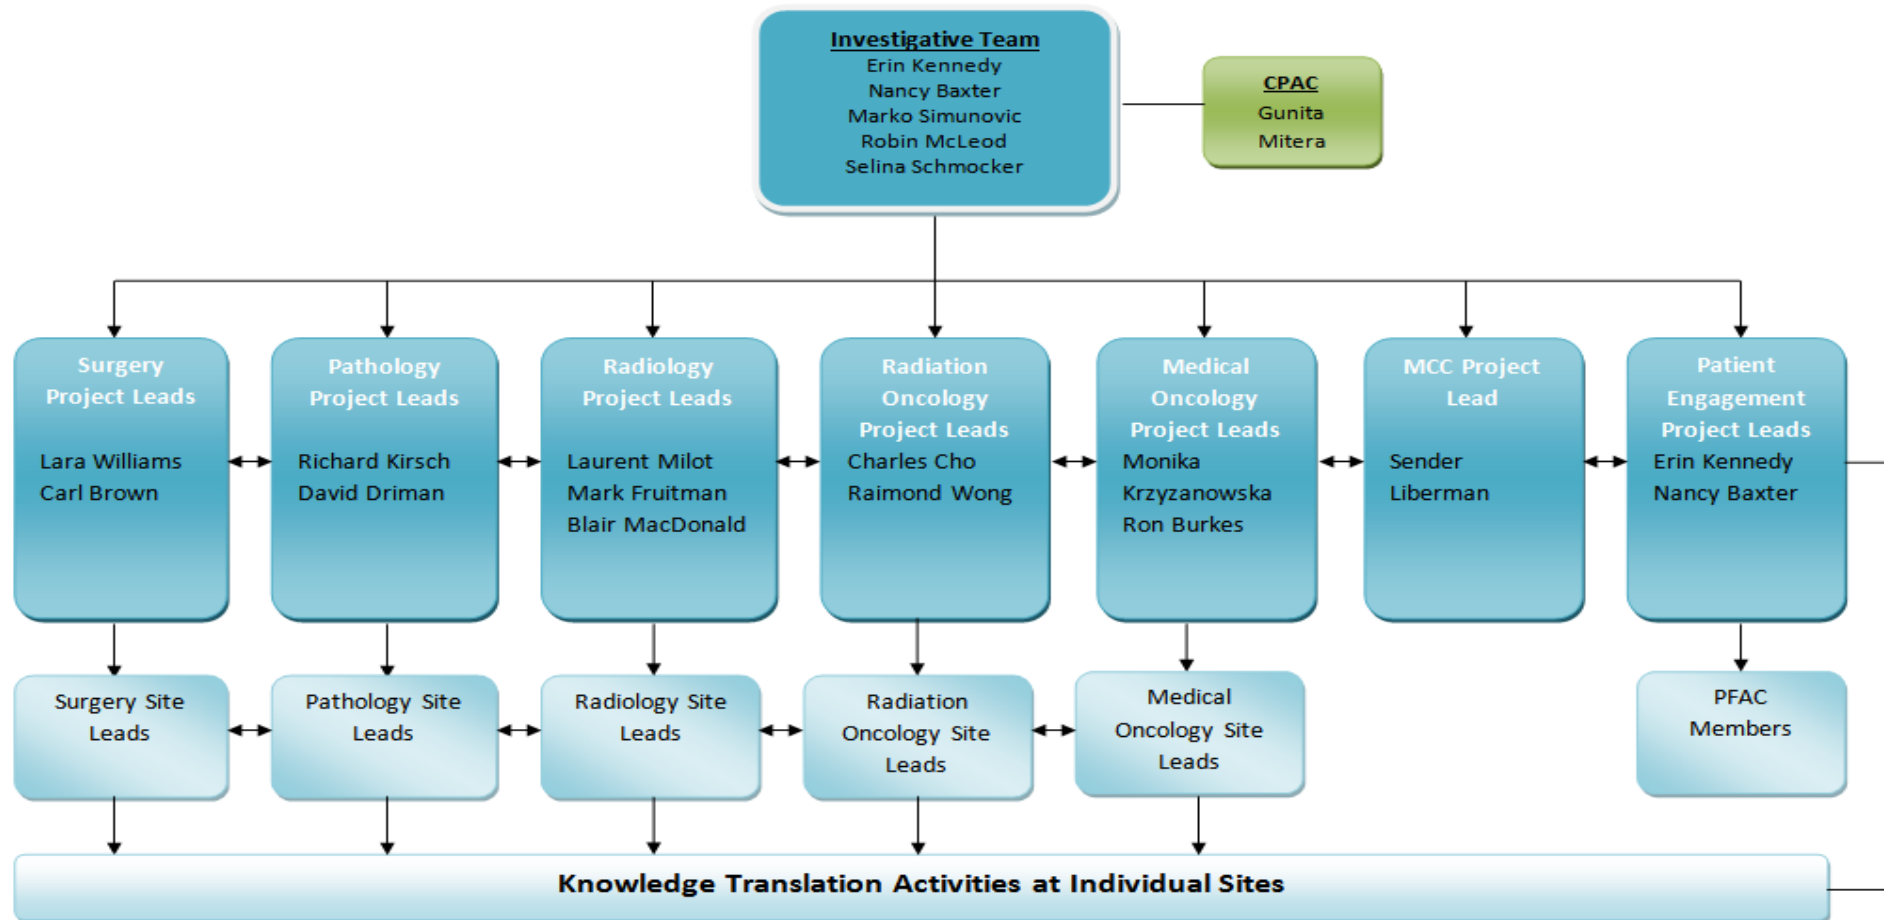 Investigative Team
Erin Kennedy
Nancy Baxter
Marko Simunovic
Robin McLeod
Selina Schmocker
CPAC
Gunita
Mitera
Surgery
Project Leads
Lara Williams
Carl Brown
Pathology
Project Leads
Richard Kirsch
David Driman
Radiology
Project Leads
Laurent Milot
Mark Fruitman
Blair MacDonald
Radiation
Oncology
Project Leads
Charles Cho
Raimond Wong
Medical
Oncology
Project Leads
Monika
Krzyzanowska
Ron Burkes
MCC Project
Lead
Sender
Liberman
Patient
Engagement
Project Leads
Erin Kennedy
Nancy Baxter
Surgery Site
Leads
Pathology Site
Leads
Radiology Site
Leads
Radiation
Oncology Site
Leads
Medical
Oncology Site
Leads
PFAC
Members
Knowledge Translation Activities at Individual Sites